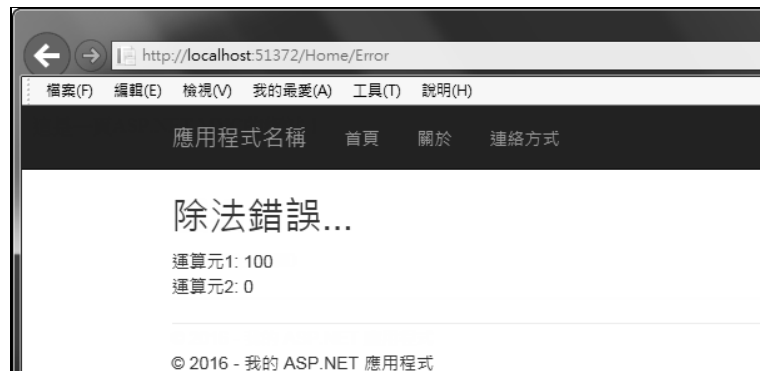 http://localhost:51372/Home/Error
檔案(F) 編輯(E) 檢視(V) 我的最愛(A) 工具(T) 說明(H)
應用程式名稱 首頁 關於 連絡方式
除法錯誤...
運算元1: 100
運算元2: 0
© 2016 - 我的 ASP.NET 應用程式